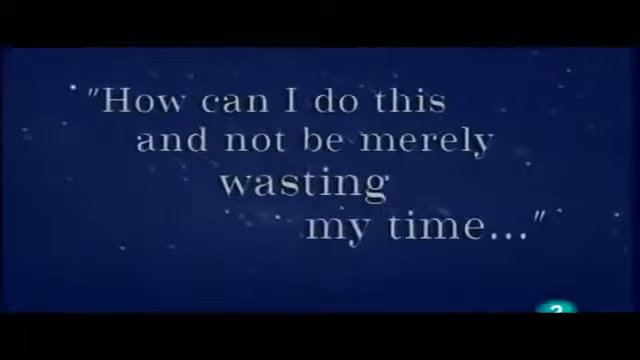 "How can I do this
and not be merely
wasting
my time..."